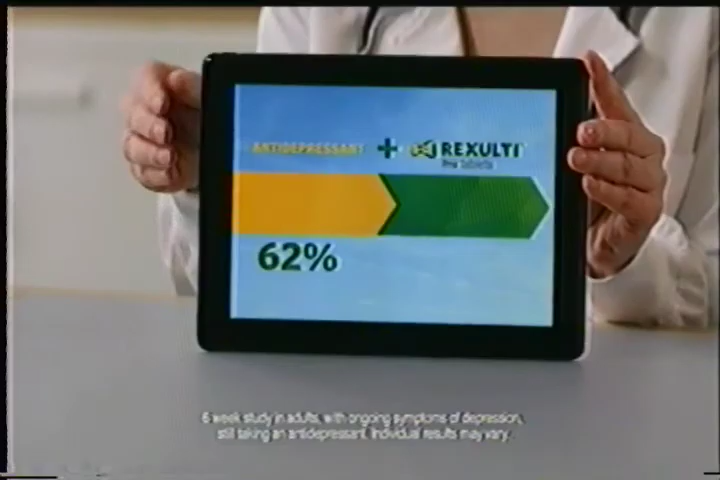 ANTIDEPRESSANT + REXULTI
62%
6 week study in adults, with ongoing symptoms of depression,
still taking an antidepressant. Individual results may vary.